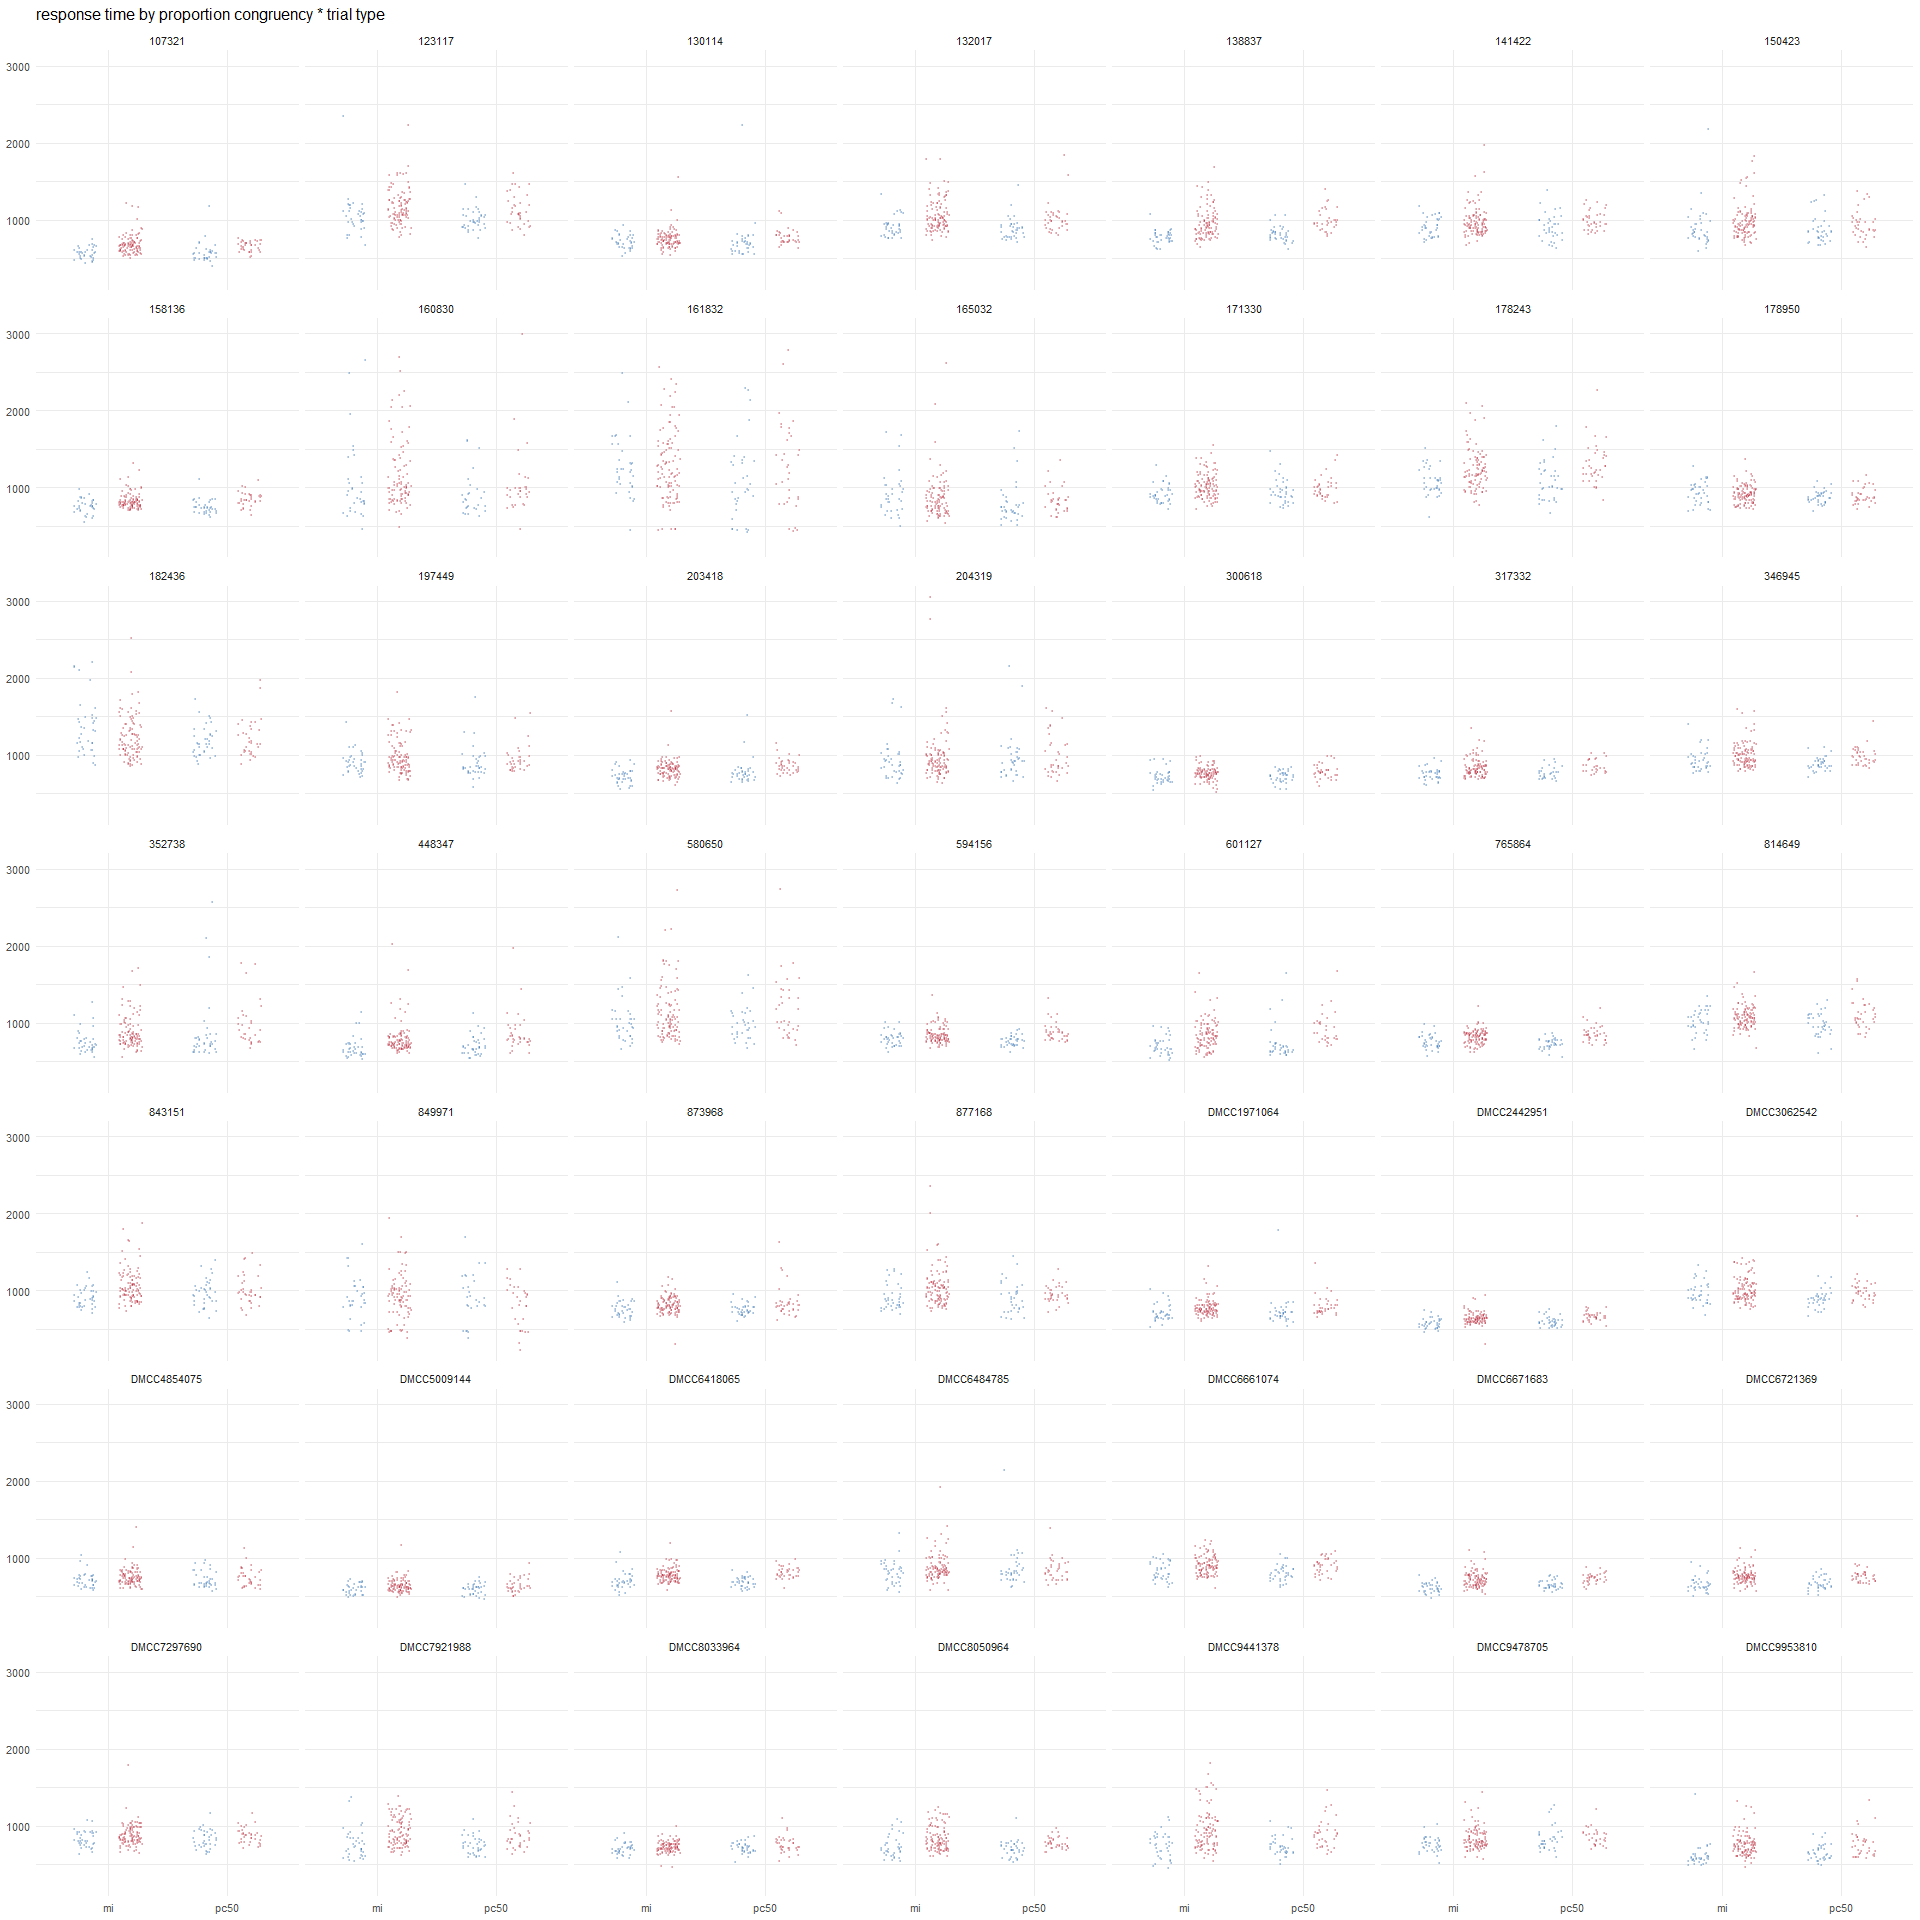 response time by proportion congruency * trial type
107321 123117 130114 132017 138837 141422 150423
3000
2000
1000
158136 160830 161832 165032 171330 178243 178950
3000
2000
1000
182436 197449 203418 204319 300618 317332 346945
3000
2000
1000
352738 448347 580650 594156 601127 765864 814649
3000
2000
1000
843151 849971 873968 877168 DMCC1971064 DMCC2442951 DMCC3062542
3000
2000
1000
DMCC4854075 DMCC5009144 DMCC6418065 DMCC6484785 DMCC6661074 DMCC6671683 DMCC6721369
3000
2000
1000
DMCC7297690 DMCC7921988 DMCC8033964 DMCC8050964 DMCC9441378 DMCC9478705 DMCC9953810
3000
2000
1000
mi pc50 mi pc50 mi pc50 mi pc50 mi pc50 mi pc50 mi pc50